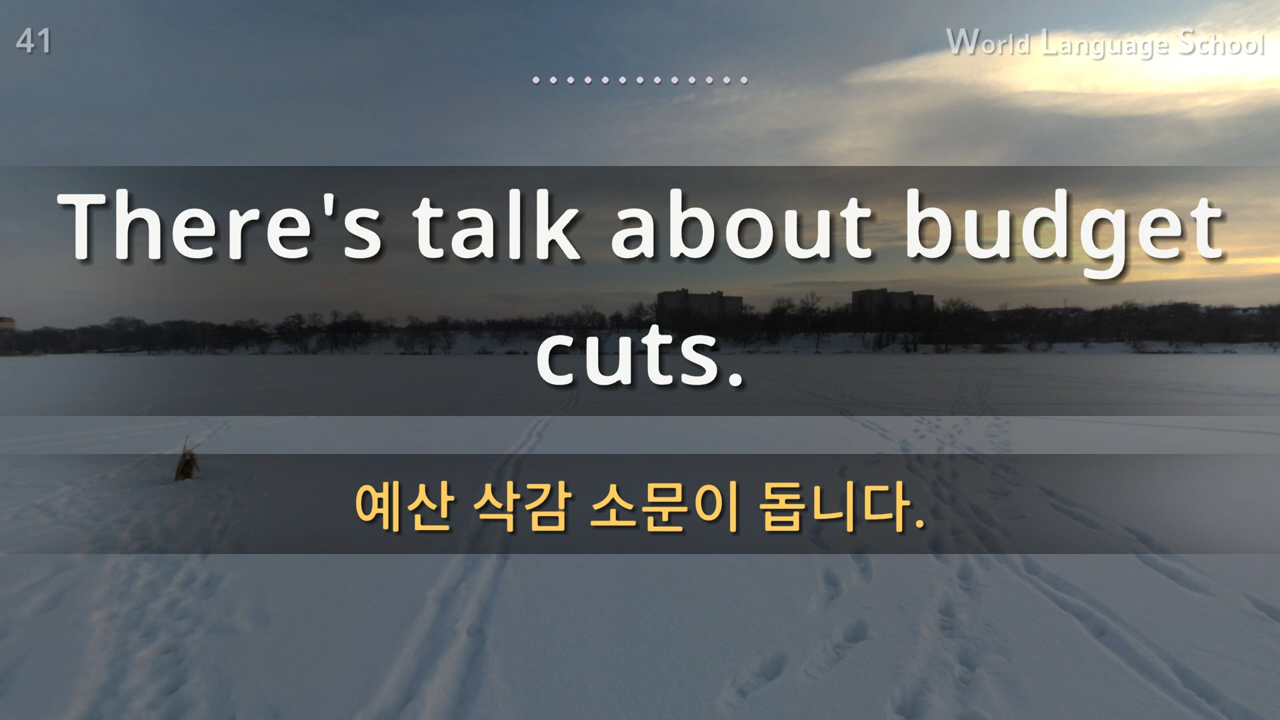 41
World Language School
There's talk about budget
cuts.
예산 삭감 소문이 돕니다.